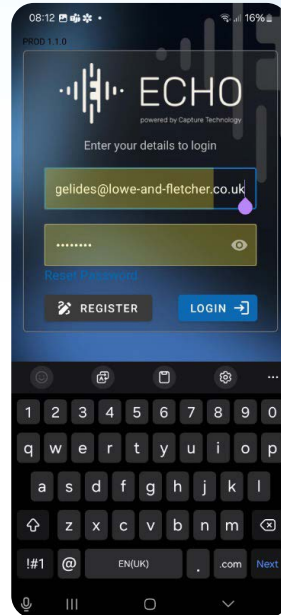 08:12 16%
PROD 1.1.0
ECHO
powered by Capture Technology
Enter your details to login
gelides@lowe-and-fletcher.co.uk
••••••••
Reset Password
REGISTER LOGIN
1 2 3 4 5 6 7 8 9 0
q w e r t y u i o p
a s d f g h j k l
z x c v b n m
!#1 @ EN(UK) . .com Next